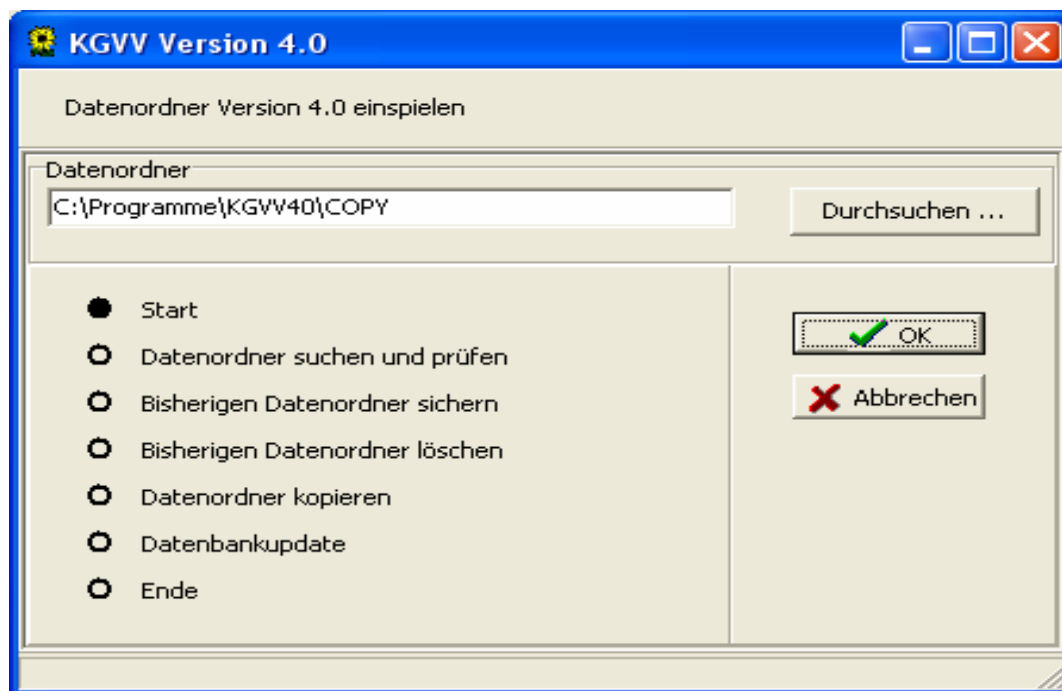 KGVV Version 4.0
Datenordner Version 4.0 einspielen
Datenordner
C:\Programme\KGVV40\COPY
Durchsuchen ...
Start
Datenordner suchen und prüfen
Bisherigen Datenordner sichern
Bisherigen Datenordner löschen
Datenordner kopieren
Datenbankupdate
Ende
OK
Abbrechen